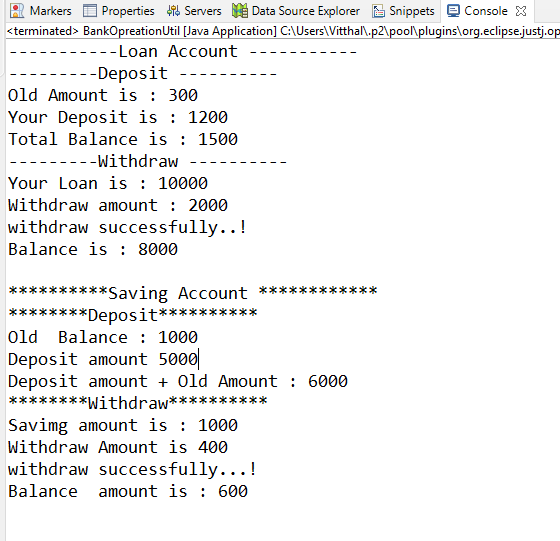 Markers Properties Servers Data Source Explorer Snippets Console
<terminated> BankOpreationUtil [Java Application] C:\Users\Vitthal\.p2\pool\plugins\org.eclipse.justj.op
-----------Loan Account -----------
---------Deposit ----------
Old Amount is : 300
Your Deposit is : 1200
Total Balance is : 1500
---------Withdraw ----------
Your Loan is : 10000
Withdraw amount : 2000
withdraw successfully..!
Balance is : 8000
**********Saving Account ************
********Deposit**********
Old  Balance : 1000
Deposit amount 5000
Deposit amount + Old Amount : 6000
********Withdraw**********
Savimg amount is : 1000
Withdraw Amount is 400
withdraw successfully...!
Balance  amount is : 600